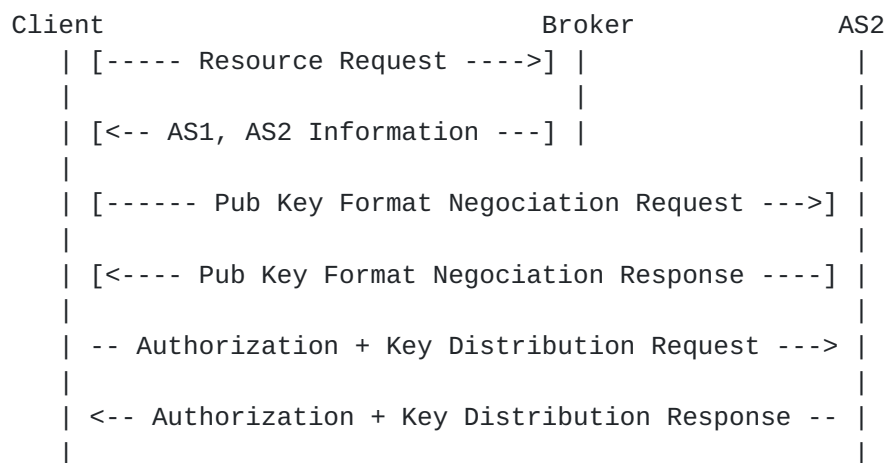 Client                            Broker             AS2
   | [----- Resource Request ---->] |                 |
   |                                |                 |
   | [<-- AS1, AS2 Information ---] |                 |
   |                                                  |
   | [------ Pub Key Format Negociation Request --->] |
   |                                                  |
   | [<---- Pub Key Format Negociation Response ----] |
   |                                                  |
   | -- Authorization + Key Distribution Request ---> |
   |                                                  |
   | <-- Authorization + Key Distribution Response -- |
   |                                                  |